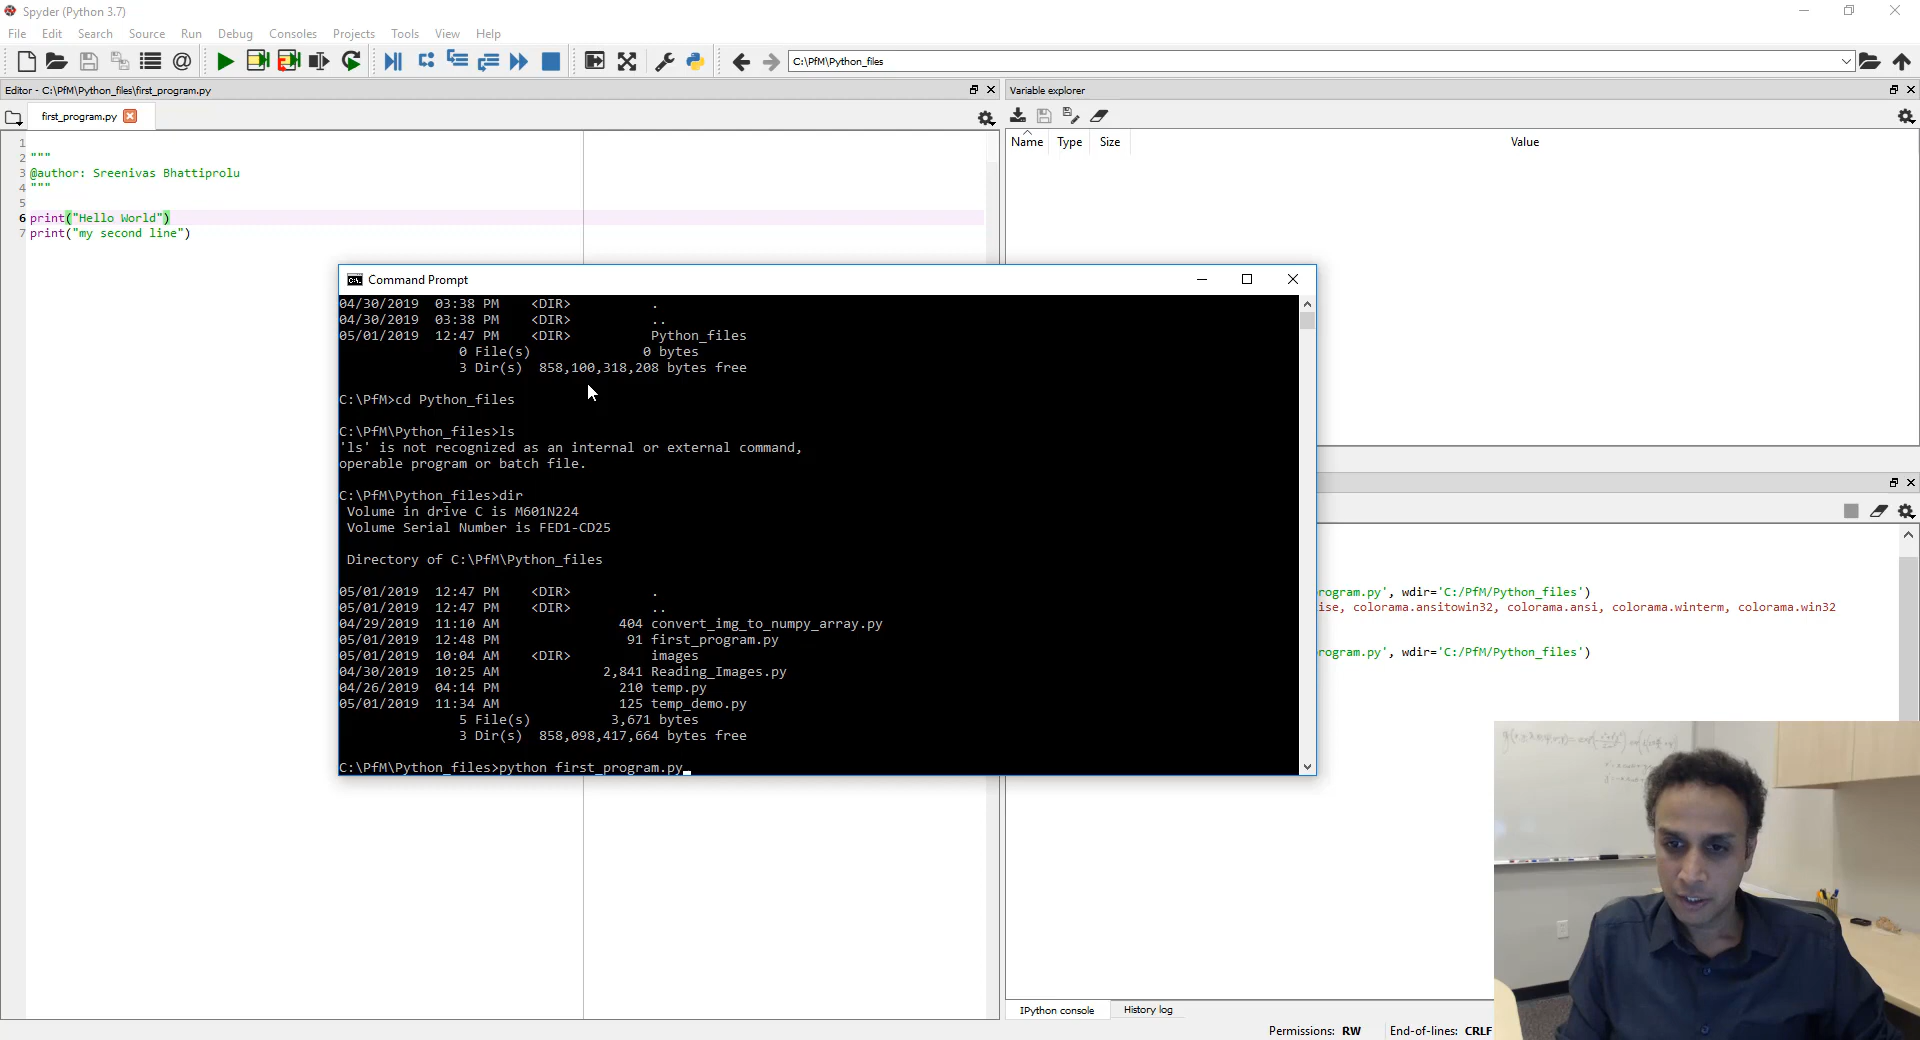 Spyder (Python 3.7)
File Edit Search Source Run Debug Consoles Projects Tools View Help
C:\PfM\Python_files
Editor - C:\PfM\Python_files\first_program.py
Variable explorer
first_program.py
Name Type Size Value
1
2 """
3 @author: Sreenivas Bhattiprolu
4 """
5
6 print("Hello World")
7 print("my second line")
Command Prompt
04/30/2019 03:38 PM <DIR> .
04/30/2019 03:38 PM <DIR> ..
05/01/2019 12:47 PM <DIR> Python_files
0 File(s) 0 bytes
3 Dir(s) 858,100,318,208 bytes free
C:\PfM>cd Python_files
C:\PfM\Python_files>ls
'ls' is not recognized as an internal or external command,
operable program or batch file.
C:\PfM\Python_files>dir
Volume in drive C is M601N224
Volume Serial Number is FED1-CD25
Directory of C:\PfM\Python_files
05/01/2019 12:47 PM <DIR> .
05/01/2019 12:47 PM <DIR> ..
04/29/2019 11:10 AM 404 convert_img_to_numpy_array.py
05/01/2019 12:48 PM 91 first_program.py
05/01/2019 10:04 AM <DIR> images
04/30/2019 10:25 AM 2,841 Reading_Images.py
04/26/2019 04:14 PM 210 temp.py
05/01/2019 11:34 AM 125 temp_demo.py
5 File(s) 3,671 bytes
3 Dir(s) 858,098,417,664 bytes free
C:\PfM\Python_files>python first_program.py
rogram.py', wdir='C:/PfM/Python_files')
ise, colorama.ansitowin32, colorama.ansi, colorama.winterm, colorama.win32
rogram.py', wdir='C:/PfM/Python_files')
IPython console History log
Permissions: RW End-of-lines: CRLF